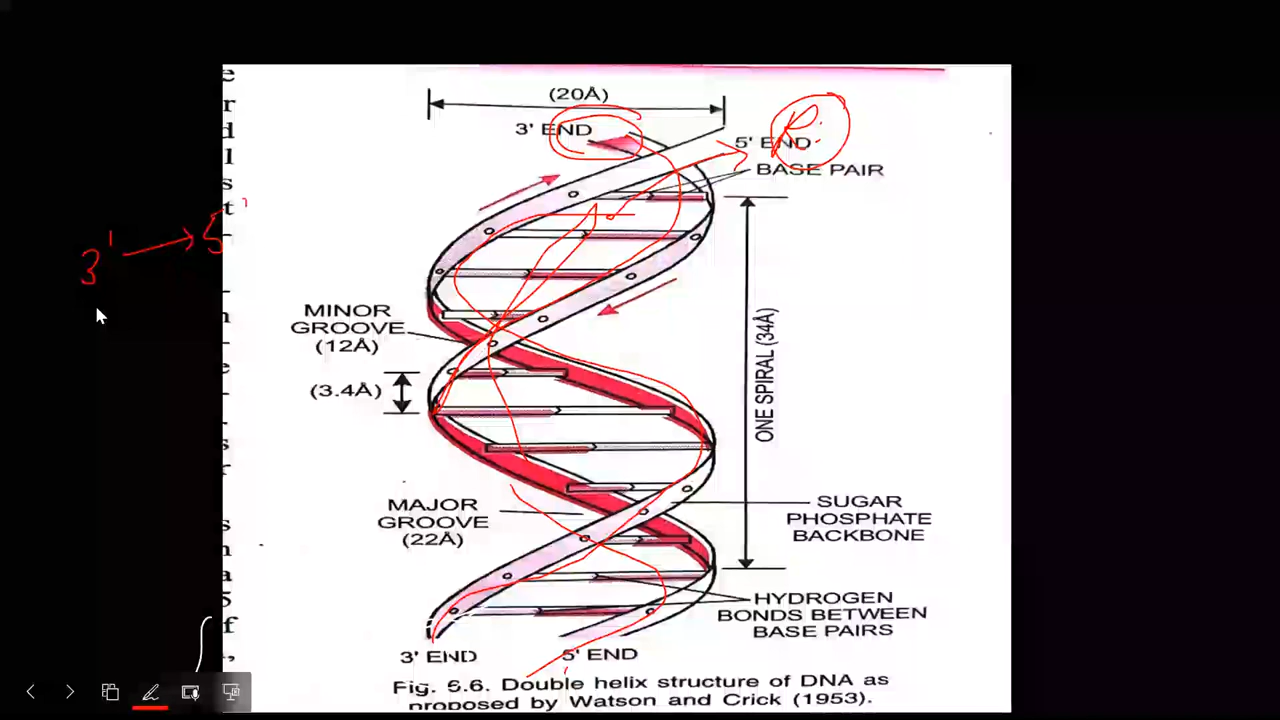 (20Å)
3' END
5' END
BASE PAIR
3' → 5'
MINOR
GROOVE
(12Å)
(3.4Å)
ONE SPIRAL (34Å)
MAJOR
GROOVE
(22Å)
SUGAR
PHOSPHATE
BACKBONE
HYDROGEN
BONDS BETWEEN
BASE PAIRS
3' END
5' END
Fig. 6.6. Double helix structure of DNA as
proposed by Watson and Crick (1953).